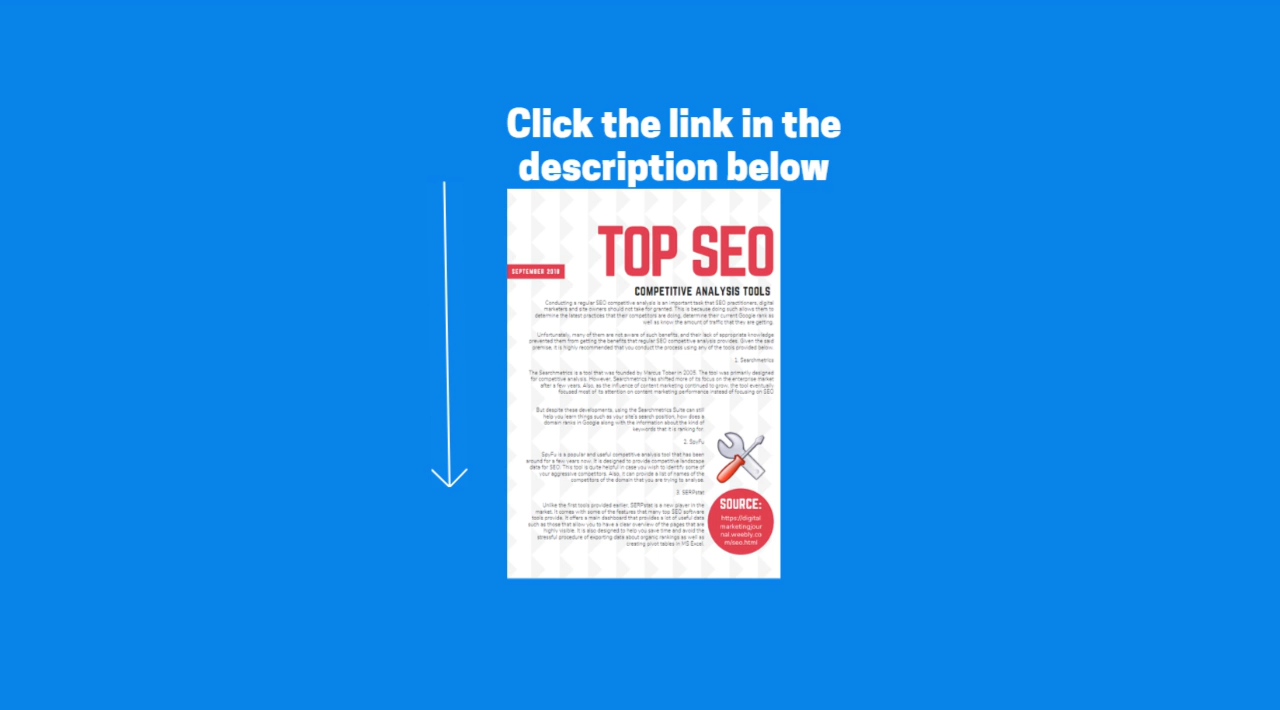 Click the link in the
description below
TOP SEO
SEPTEMBER 2018
COMPETITIVE ANALYSIS TOOLS
Conducting a regular SEO competitive analysis is an important task that SEO practitioners, digital
marketers and site owners should not take for granted. This is because doing such allows them to
determine the latest practices that their competitors are doing, determine their current Google rank as
well as know the amount of traffic that they are getting.
Unfortunately, many of them are not aware of such benefits, and their lack of appropriate knowledge
prevented them from getting the benefits that regular SEO competitive analysis provides. Given the said
premise, it is highly recommended that you conduct the process using any of the tools provided below.
1. Searchmetrics
The Searchmetrics is a tool that was founded by Marcus Tober in 2005. The tool was primarily designed
for competitive analysis. However, Searchmetrics has shifted more of its focus on the enterprise market
after a few years. Also, as the influence of content marketing continued to grow, the tool eventually
focused most of its attention on content marketing performance instead of focusing on SEO
But despite these developments, using the Searchmetrics Suite can still
help you learn things such as your site's search position, how does a
domain ranks in Google along with the information about the kind of
keywords that it is ranking for.
2. SpyFu
SpyFu is a popular and useful competitive analysis tool that has been
around for a few years now. It is designed to provide competitive landscape
data for SEO. This tool is quite helpful in case you wish to identify some of
your aggressive competitors. Also, it can provide a list of names of the
competitors of the domain that you are trying to analyse.
3. SERPstat
Unlike the first tools provided earlier, SERPstat is a new player in the
market. It comes with some of the features that many top SEO software
tools provide. It offers a main dashboard that provides a lot of useful data
such as those that allow you to have a clear overview of the pages that are
highly visible. It is also designed to help you save time and avoid the
stressful procedure of exporting data about organic rankings as well as
creating pivot tables in MS Excel.
SOURCE:
https://digital
marketingjour
nal.weebly.co
m/seo.html